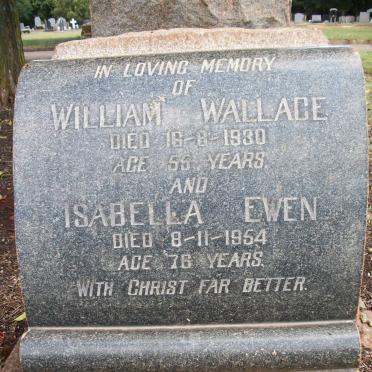 IN LOVING MEMORY
OF
WILLIAM WALLACE
DIED 16-8-1930
AGE 55 YEARS.
AND
ISABELLA EWEN
DIED 8-11-1954
AGE 76 YEARS.
"WITH CHRIST FAR BETTER."